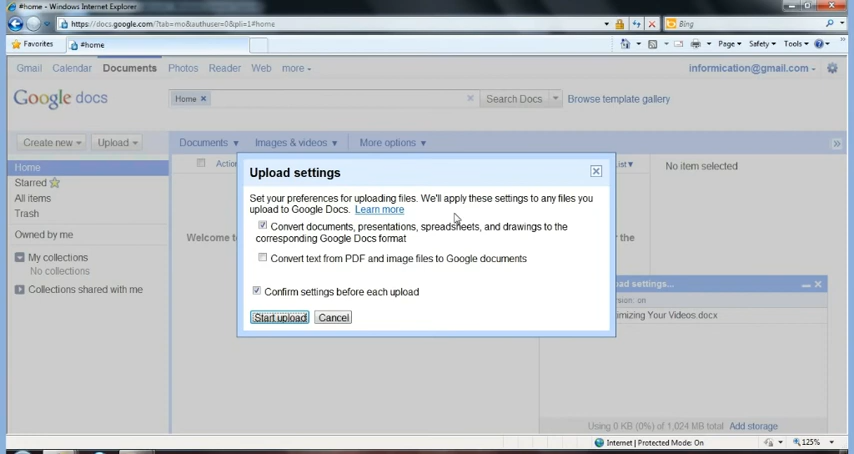 #home - Windows Internet Explorer
https://docs.google.com/?tab=mo&authuser=0&pli=1#home
Bing
Favorites
#home
Page
Safety
Tools
Gmail Calendar Documents Photos Reader Web more
informication@gmail.com
Google docs
Home
Search Docs
Browse template gallery
Create new
Upload
Documents
Images & videos
More options
Home
Starred
All items
Trash
Owned by me
My collections
No collections
Collections shared with me
No item selected
Upload settings
Set your preferences for uploading files. We'll apply these settings to any files you
upload to Google Docs. Learn more
Convert documents, presentations, spreadsheets, and drawings to the
corresponding Google Docs format
Convert text from PDF and image files to Google documents
Confirm settings before each upload
Start upload Cancel
Welcome
the
settings...
on
Your Videos.docx
Using 0 KB (0%) of 1,024 MB total Add storage
Internet | Protected Mode: On
125%